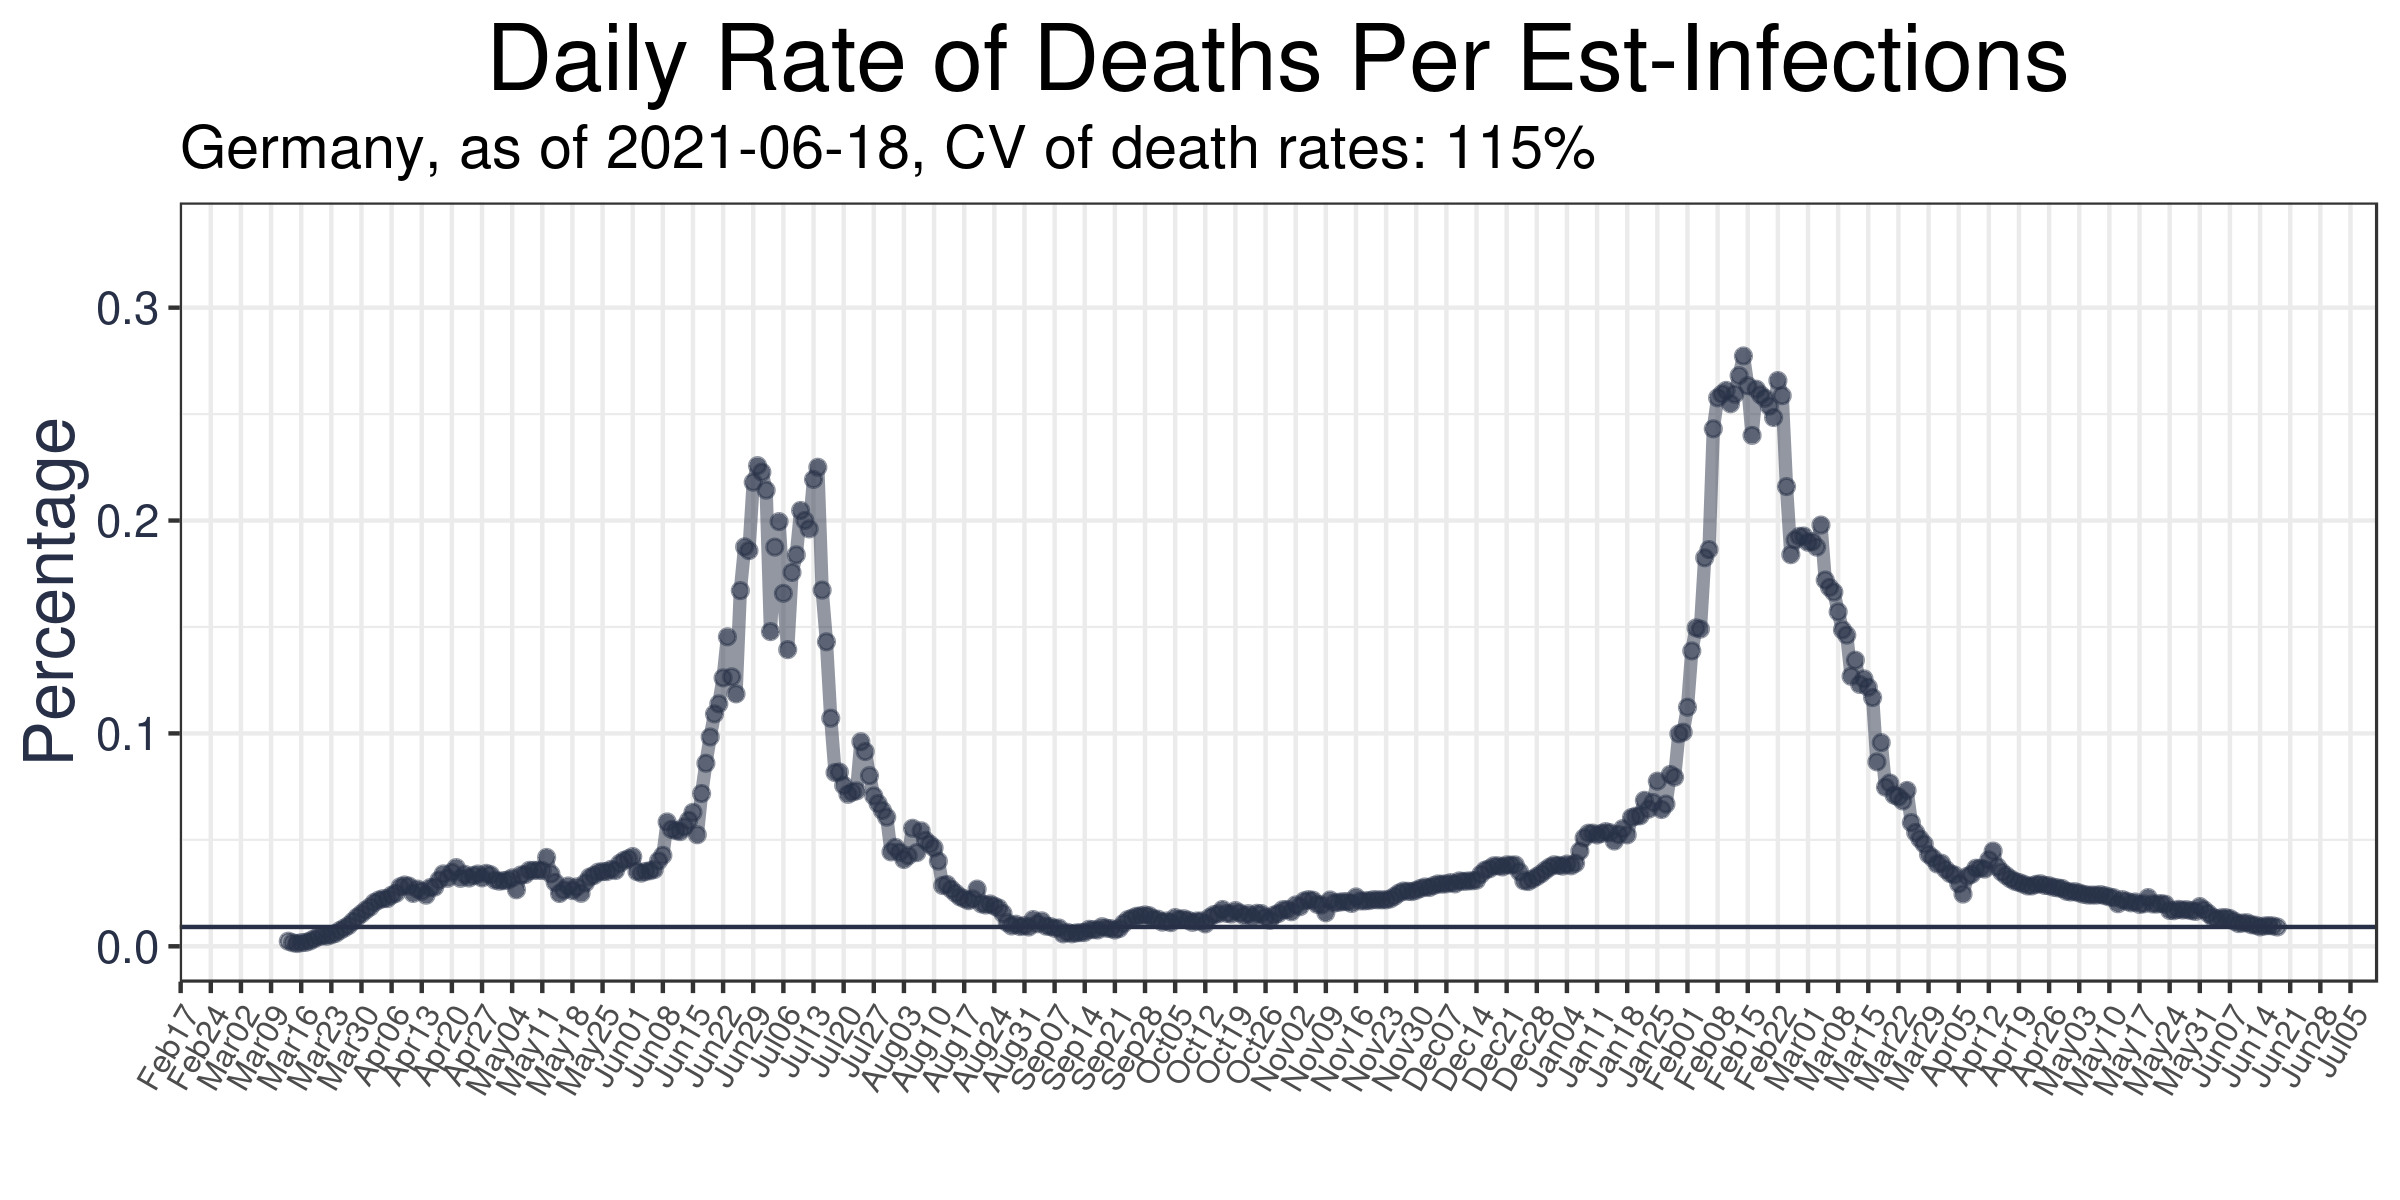 Daily Rate of Deaths Per Est-Infections
Germany, as of 2021-06-18, CV of death rates: 115%
Percentage
0.3
0.2
0.1
0.0
Feb17
Feb24
Mar02
Mar09
Mar16
Mar23
Mar30
Apr06
Apr13
Apr20
Apr27
May04
May11
May18
May25
Jun01
Jun08
Jun15
Jun22
Jun29
Jul06
Jul13
Jul20
Jul27
Aug03
Aug10
Aug17
Aug24
Aug31
Sep07
Sep14
Sep21
Sep28
Oct05
Oct12
Oct19
Oct26
Nov02
Nov09
Nov16
Nov23
Nov30
Dec07
Dec14
Dec21
Dec28
Jan04
Jan11
Jan18
Jan25
Feb01
Feb08
Feb15
Feb22
Mar01
Mar08
Mar15
Mar22
Mar29
Apr05
Apr12
Apr19
Apr26
May03
May10
May17
May24
May31
Jun07
Jun14
Jun21
Jun28
Jul05